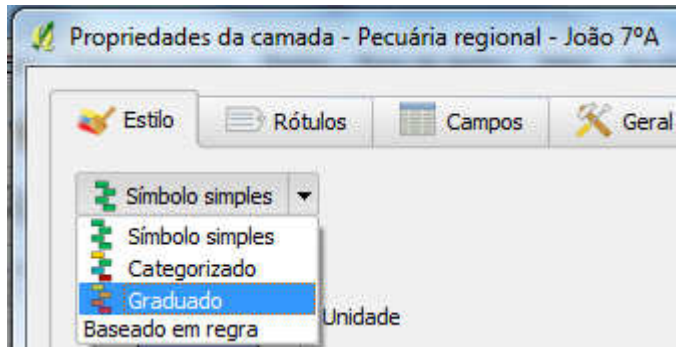 Propriedades da camada - Pecuária regional - João 7ºA
Estilo Rótulos Campos Geral
Símbolo simples
Símbolo simples
Categorizado
Graduado
Baseado em regra
Unidade